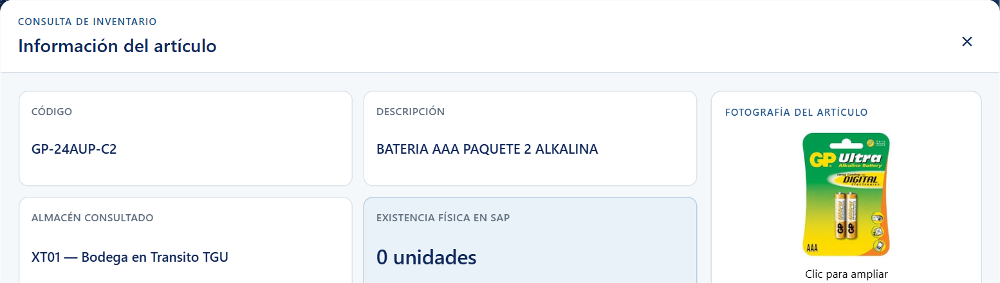 CONSULTA DE INVENTARIO
Información del artículo
CÓDIGO
GP-24AUP-C2
DESCRIPCIÓN
BATERIA AAA PAQUETE 2 ALKALINA
FOTOGRAFÍA DEL ARTÍCULO
GP Ultra
Alkaline Battery
Long Lasting for
DIGITAL
Electronics
GP
GP
AAA
Clic para ampliar
ALMACÉN CONSULTADO
XT01 — Bodega en Transito TGU
EXISTENCIA FÍSICA EN SAP
0 unidades